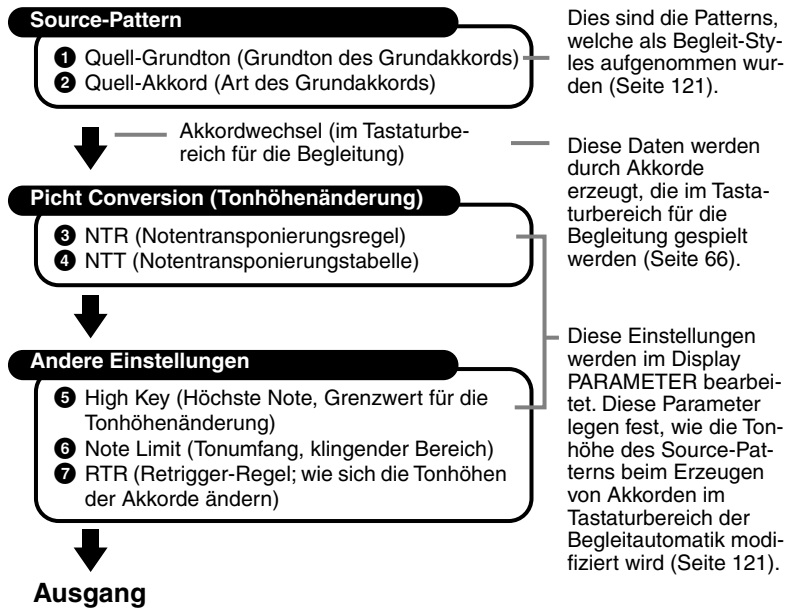 Source-Pattern
❶ Quell-Grundton (Grundton des Grundakkords)
❷ Quell-Akkord (Art des Grundakkords)
Dies sind die Patterns,
welche als Begleit-Sty-
les aufgenommen wur-
den (Seite 121).
Akkordwechsel (im Tastaturbe-
reich für die Begleitung)
Diese Daten werden
durch Akkorde
erzeugt, die im Tasta-
turbereich für die
Begleitung gespielt
werden (Seite 66).
Picht Conversion (Tonhöhenänderung)
❸ NTR (Notentransponierungsregel)
❹ NTT (Notentransponierungstabelle)
Andere Einstellungen
❺ High Key (Höchste Note, Grenzwert für die
Tonhöhenänderung)
❻ Note Limit (Tonumfang, klingender Bereich)
❼ RTR (Retrigger-Regel; wie sich die Tonhöhen
der Akkorde ändern)
Diese Einstellungen
werden im Display
PARAMETER bearbei-
tet. Diese Parameter
legen fest, wie die Ton-
höhe des Source-Pat-
terns beim Erzeugen
von Akkorden im
Tastaturbereich der
Begleitautomatik modi-
fiziert wird (Seite 121).
Ausgang